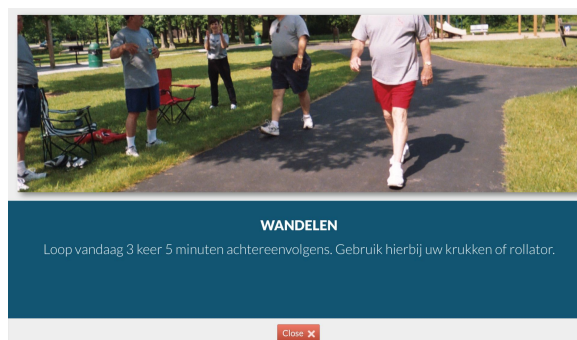 WANDELEN
Loop vandaag 3 keer 5 minuten achtereenvolgens. Gebruik hierbij uw krukken of rollator.
Close